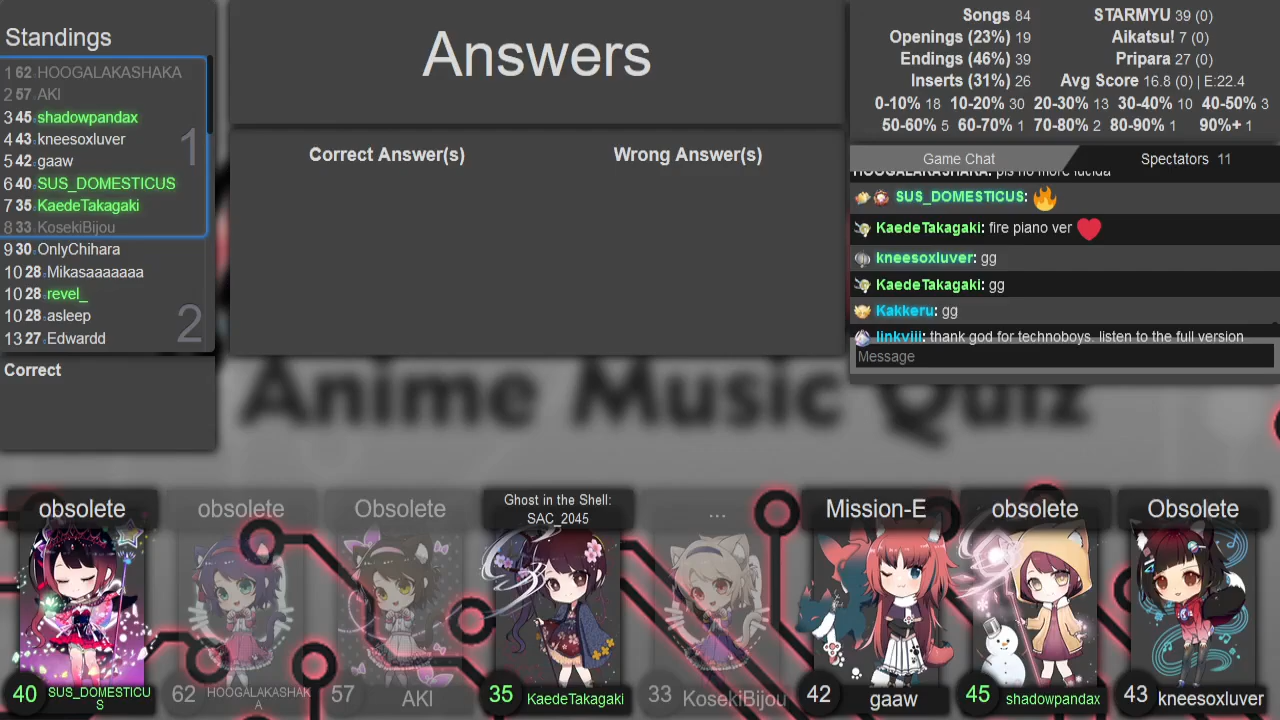 Standings
1 62 HOOGALAKASHAKA
2 57 AKI
3 45 shadowpandax
4 43 kneesoxluver
5 42 gaaw
6 40 SUS_DOMESTICUS
7 35 KaedeTakagaki
8 33 KosekiBijou
1
9 30 OnlyChihara
10 28 Mikasaaaaaaa
10 28 revel_
10 28 asleep
13 27 Edwardd
2
Correct
Answers
Correct Answer(s) Wrong Answer(s)
Songs 84 STARMYU 39 (0)
Openings (23%) 19 Aikatsu! 7 (0)
Endings (46%) 39 Pripara 27 (0)
Inserts (31%) 26 Avg Score 16.8 (0) | E:22.4
0-10% 18 10-20% 30 20-30% 13 30-40% 10 40-50% 3
50-60% 5 60-70% 1 70-80% 2 80-90% 1 90%+ 1
Game Chat Spectators 11
HOOGALAKASHAKA: pls no more lucida
SUS_DOMESTICUS: 🔥
KaedeTakagaki: fire piano ver ❤
kneesoxluver: gg
KaedeTakagaki: gg
Kakkeru: gg
linkviii: thank god for technoboys. listen to the full version
Message
Anime Music Quiz
obsolete
40 SUS_DOMESTICU
S
obsolete
62 HOOGALAKASHAK
A
Obsolete
57 AKI
Ghost in the Shell:
SAC_2045
35 KaedeTakagaki
...
33 KosekiBijou
Mission-E
42 gaaw
obsolete
45 shadowpandax
Obsolete
43 kneesoxluver